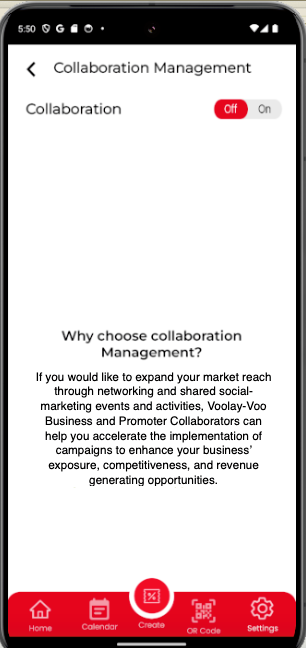 5:50
Collaboration Management
Collaboration
Off On
Why choose collaboration
Management?
If you would like to expand your market reach
through networking and shared social-
marketing events and activities, Voolay-Voo
Business and Promoter Collaborators can
help you accelerate the implementation of
campaigns to enhance your business’
exposure, competitiveness, and revenue
generating opportunities.
Home Calendar Create QR Code Settings